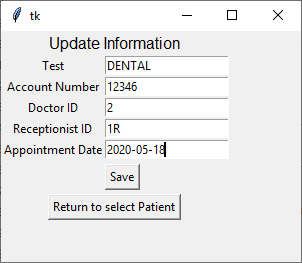 tk
Update Information
Test DENTAL
Account Number 12346
Doctor ID 2
Receptionist ID 1R
Appointment Date 2020-05-18
Save
Return to select Patient